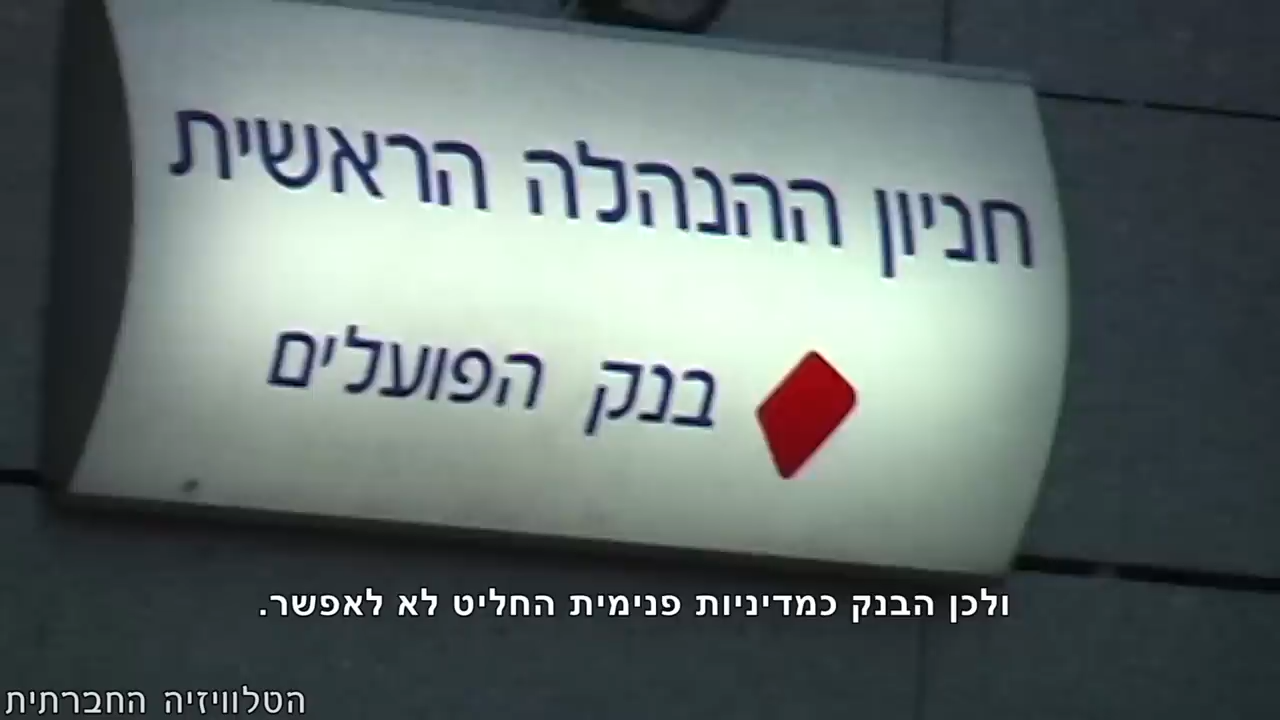 חניון ההנהלה הראשית
בנק הפועלים
ולכן הבנק כמדיניות פנימית החליט לא לאפשר.
הטלוויזיה החברתית